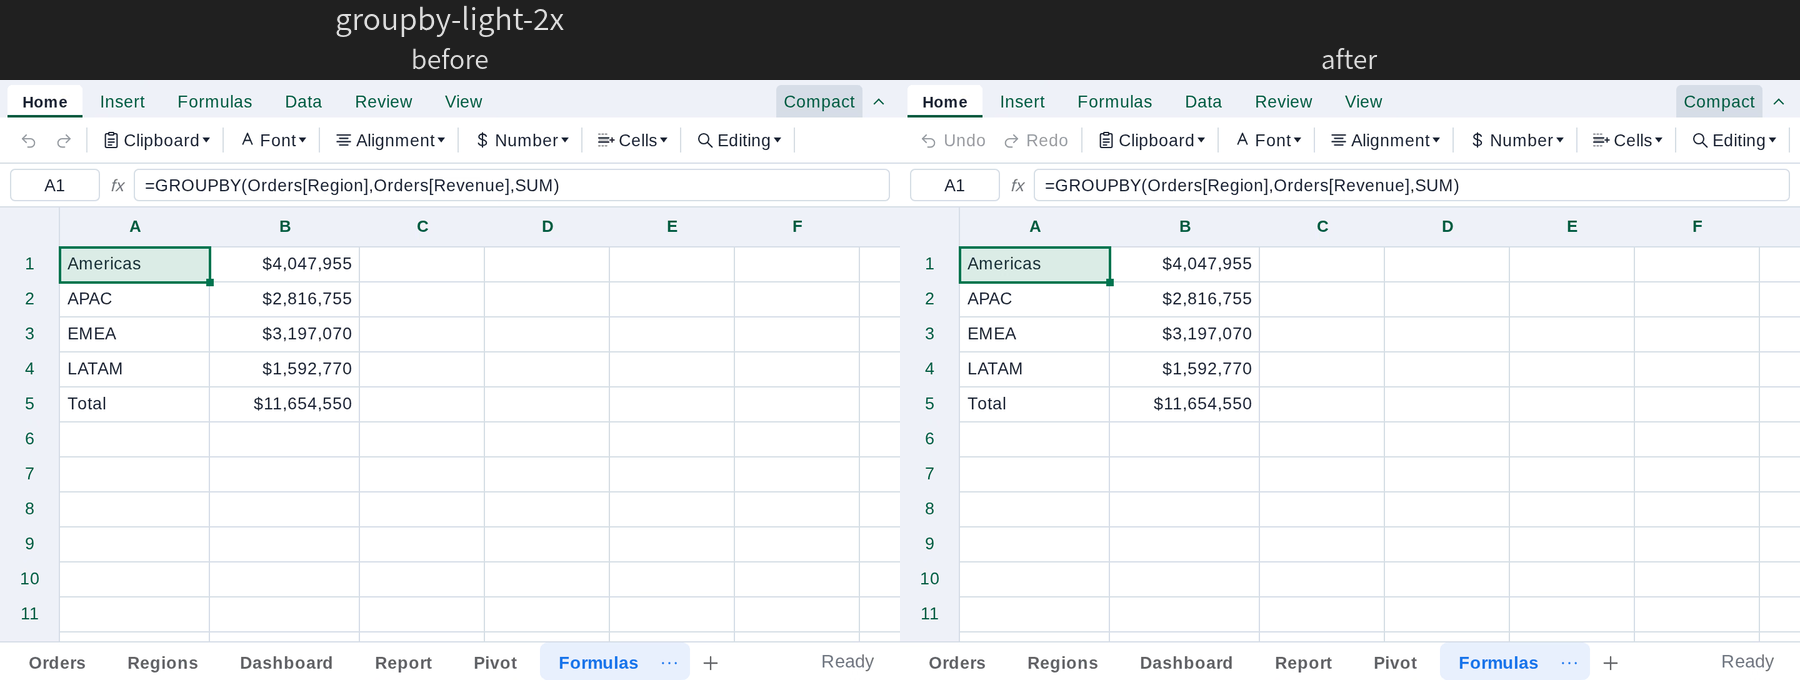 groupby-light-2x
before
after
Home Insert Formulas Data Review View Compact
Clipboard Font Alignment Number Cells Editing
A1 fx =GROUPBY(Orders[Region],Orders[Revenue],SUM)
A B C D E F
1 Americas $4,047,955
2 APAC $2,816,755
3 EMEA $3,197,070
4 LATAM $1,592,770
5 Total $11,654,550
6
7
8
9
10
11
Orders Regions Dashboard Report Pivot Formulas ··· + Ready
Home Insert Formulas Data Review View Compact
Undo Redo Clipboard Font Alignment Number Cells Editing
A1 fx =GROUPBY(Orders[Region],Orders[Revenue],SUM)
A B C D E F
1 Americas $4,047,955
2 APAC $2,816,755
3 EMEA $3,197,070
4 LATAM $1,592,770
5 Total $11,654,550
6
7
8
9
10
11
Orders Regions Dashboard Report Pivot Formulas ··· + Ready